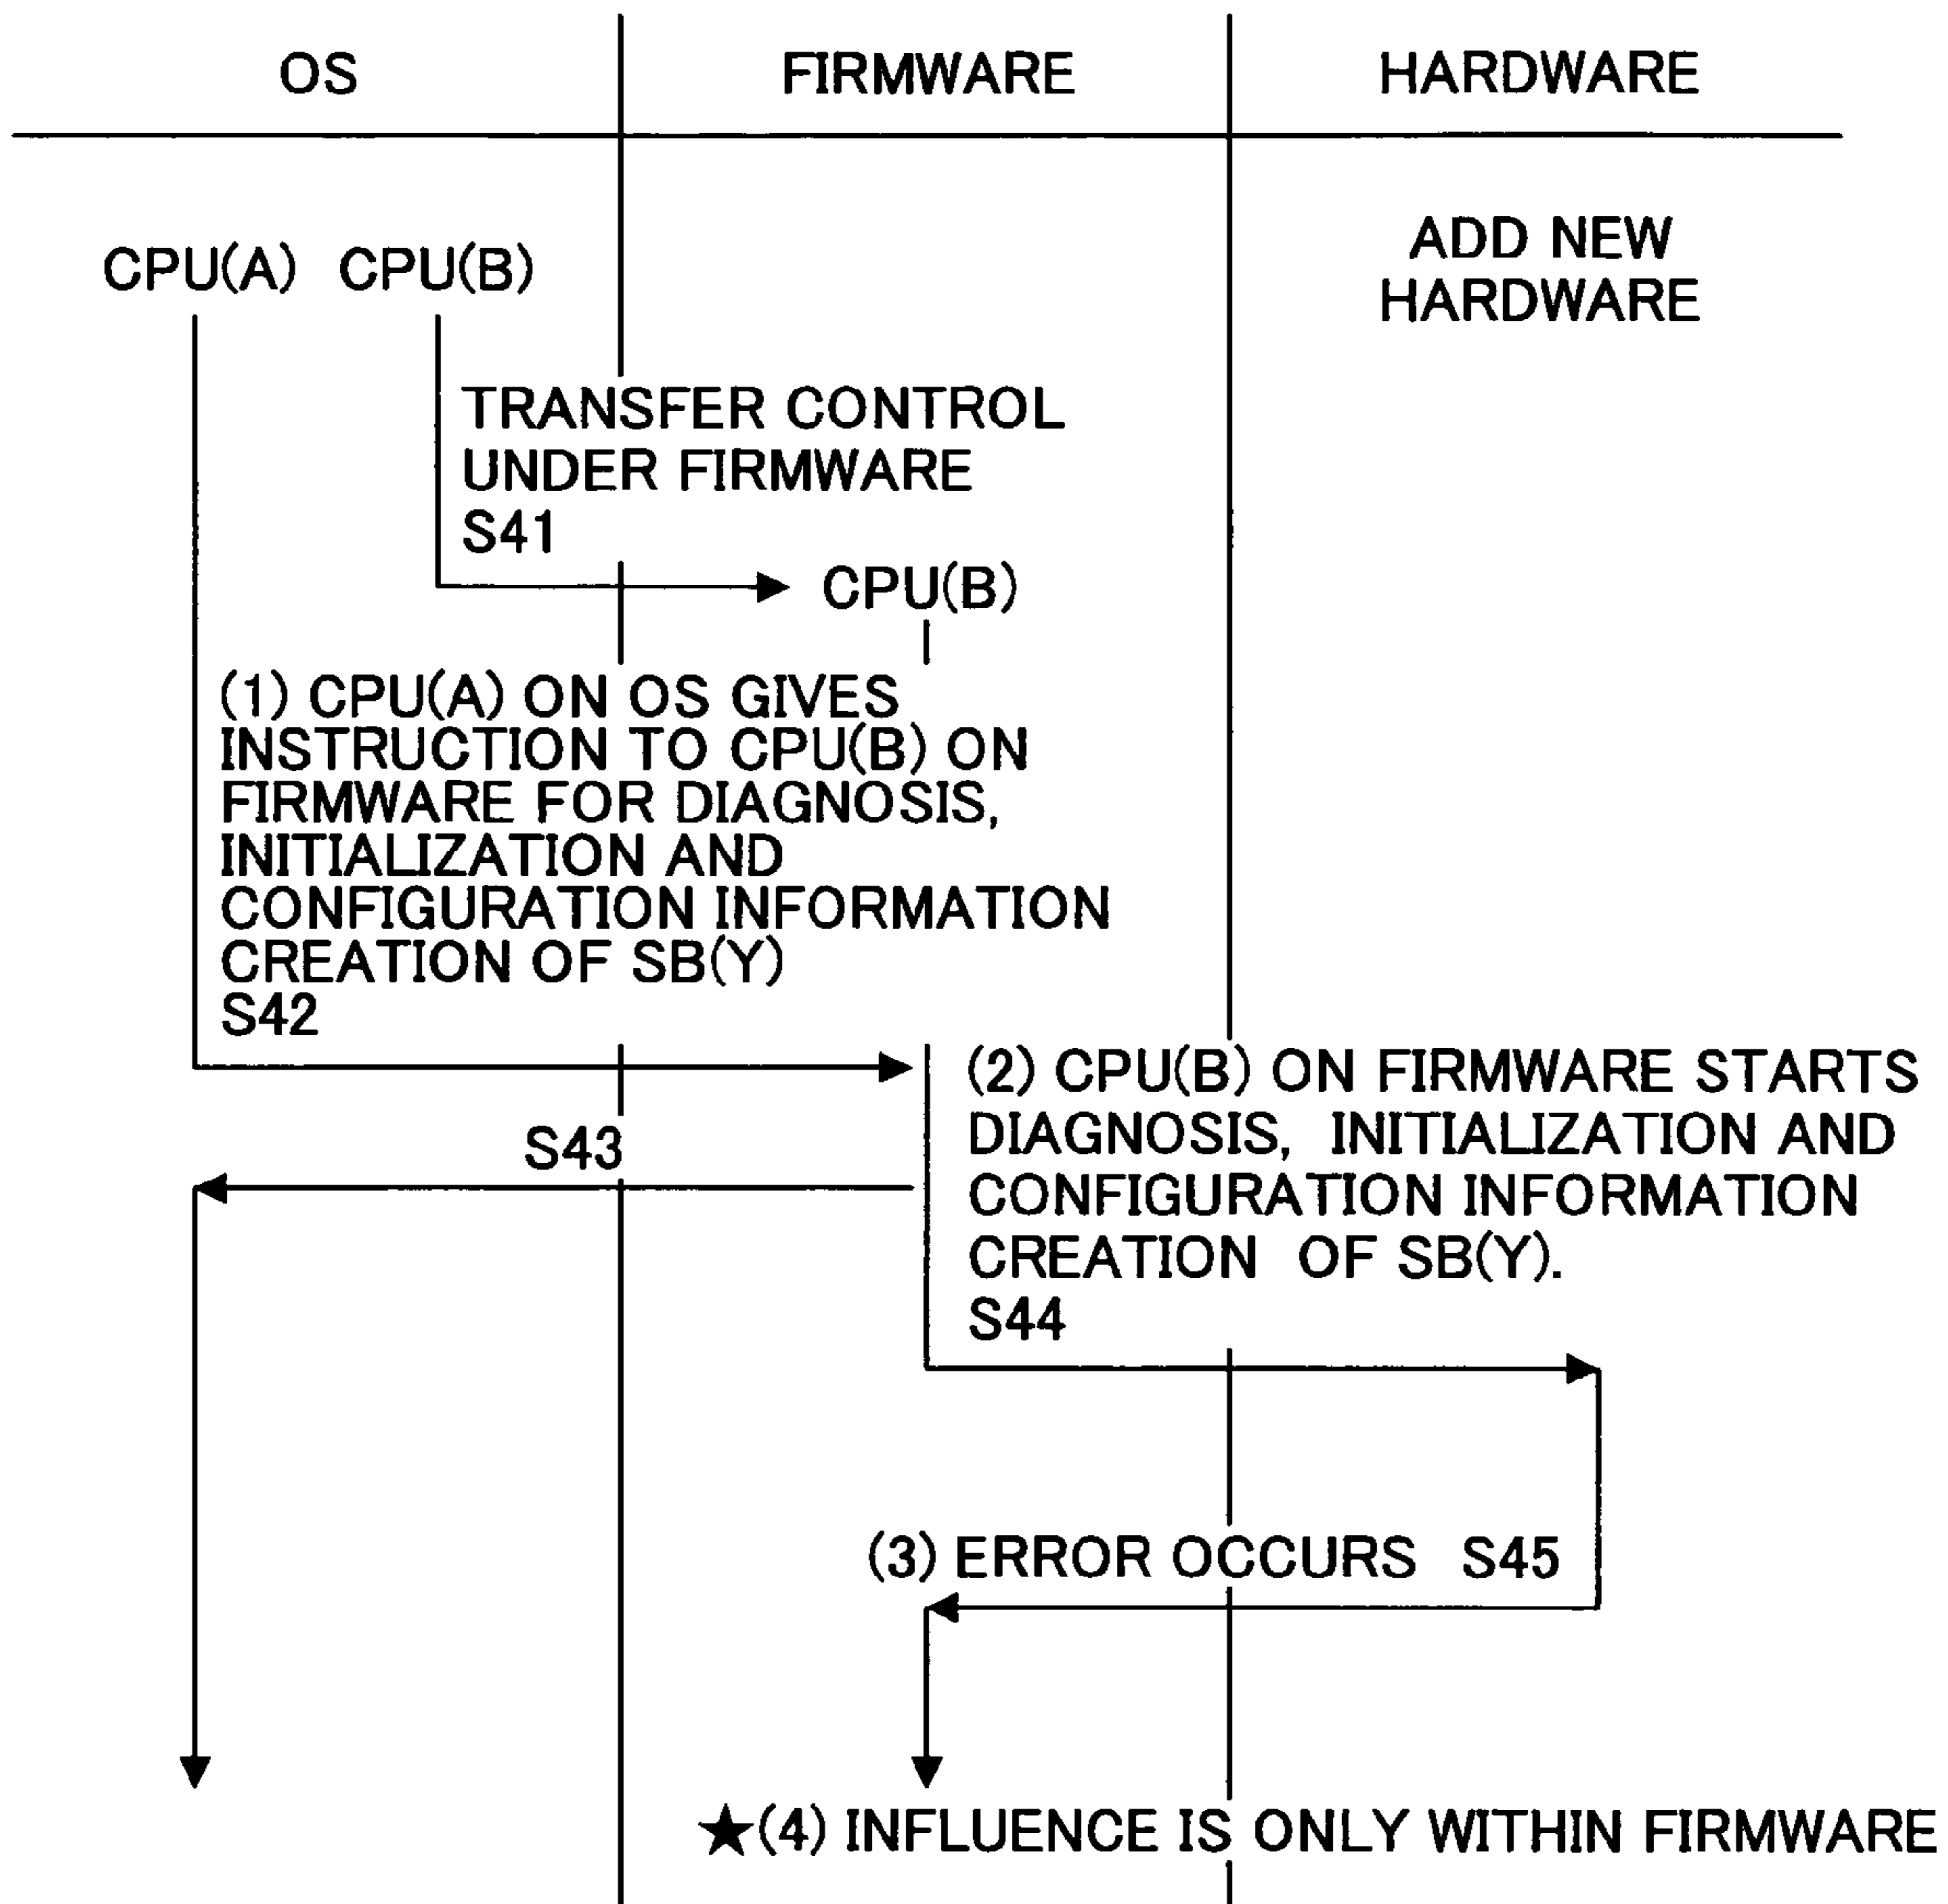 OS FIRMWARE HARDWARE
CPU(A) CPU(B)
ADD NEW
HARDWARE
TRANSFER CONTROL
UNDER FIRMWARE
S41
CPU(B)
(1) CPU(A) ON OS GIVES
INSTRUCTION TO CPU(B) ON
FIRMWARE FOR DIAGNOSIS,
INITIALIZATION AND
CONFIGURATION INFORMATION
CREATION OF SB(Y)
S42
(2) CPU(B) ON FIRMWARE STARTS
DIAGNOSIS, INITIALIZATION AND
CONFIGURATION INFORMATION
CREATION OF SB(Y).
S44
S43
(3) ERROR OCCURS S45
★(4) INFLUENCE IS ONLY WITHIN FIRMWARE